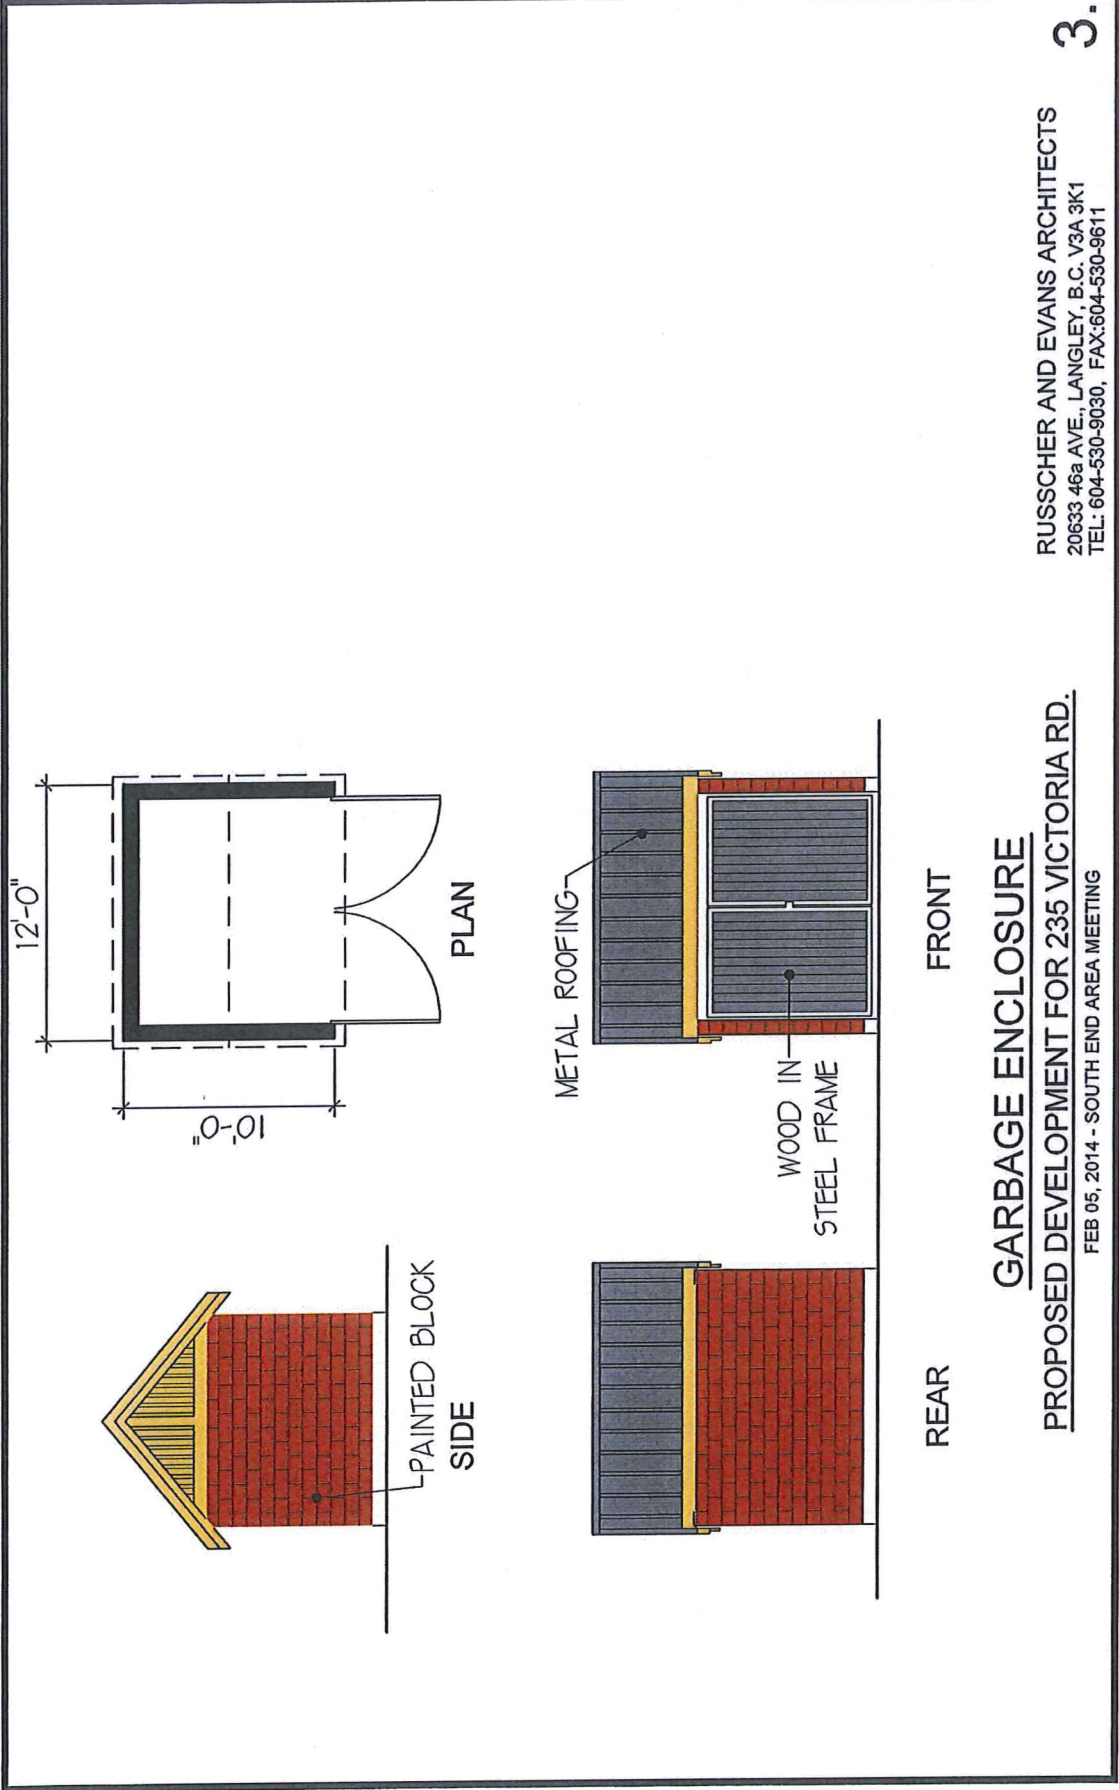 12'-0"
10'-0"
PAINTED BLOCK
SIDE
PLAN
METAL ROOFING
WOOD IN
STEEL FRAME
REAR
FRONT
GARBAGE ENCLOSURE
PROPOSED DEVELOPMENT FOR 235 VICTORIA RD.
FEB 05, 2014 - SOUTH END AREA MEETING
RUSSCHER AND EVANS ARCHITECTS
20633 46a AVE., LANGLEY, B.C. V3A 3K1
TEL: 604-530-9030, FAX:604-530-9611
3.